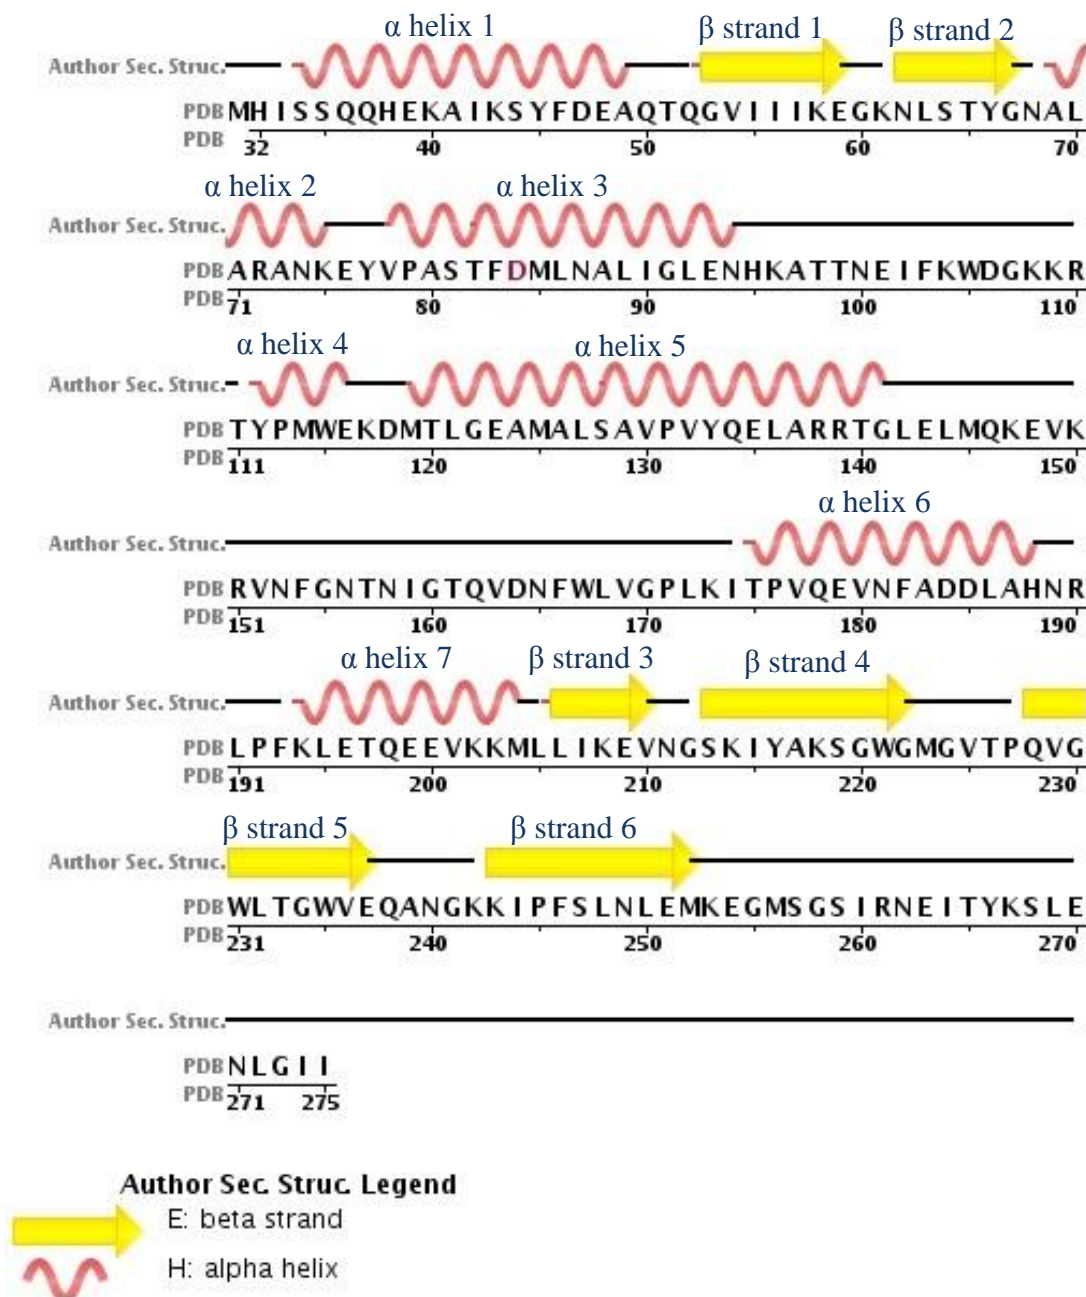 α helix 1 β strand 1 β strand 2
Author Sec. Struc.
PDB MHISSQQHEKAIKSYFDEAQTQGVIIIKEGKNLSTYGNAL
PDB 32 40 50 60 70
α helix 2 α helix 3
Author Sec. Struc.
PDB ARANKEYVPASTFDMLNALIGLENHKATTNEIFKWDGKKR
PDB 71 80 90 100 110
α helix 4 α helix 5
Author Sec. Struc.
PDB TYPMWEKDMTLGEAMALSAVPVYQELARRTGLELMQKEVK
PDB 111 120 130 140 150
α helix 6
Author Sec. Struc.
PDB RVNFGNTNIGTQVDNFWLVGPLKITPVQEVNFADDLAHNR
PDB 151 160 170 180 190
α helix 7 β strand 3 β strand 4
Author Sec. Struc.
PDB LPFKLETQEEVKKMLLIKEVNGSKIYAKSGWGMGVTPQVG
PDB 191 200 210 220 230
β strand 5 β strand 6
Author Sec. Struc.
PDB WLTGWVEQANGKKIPFSLNLEMKEGMSGSIRNEITYKSLE
PDB 231 240 250 260 270
Author Sec. Struc.
PDB NLGII
PDB 271 275
Author Sec. Struc. Legend
E: beta strand
H: alpha helix